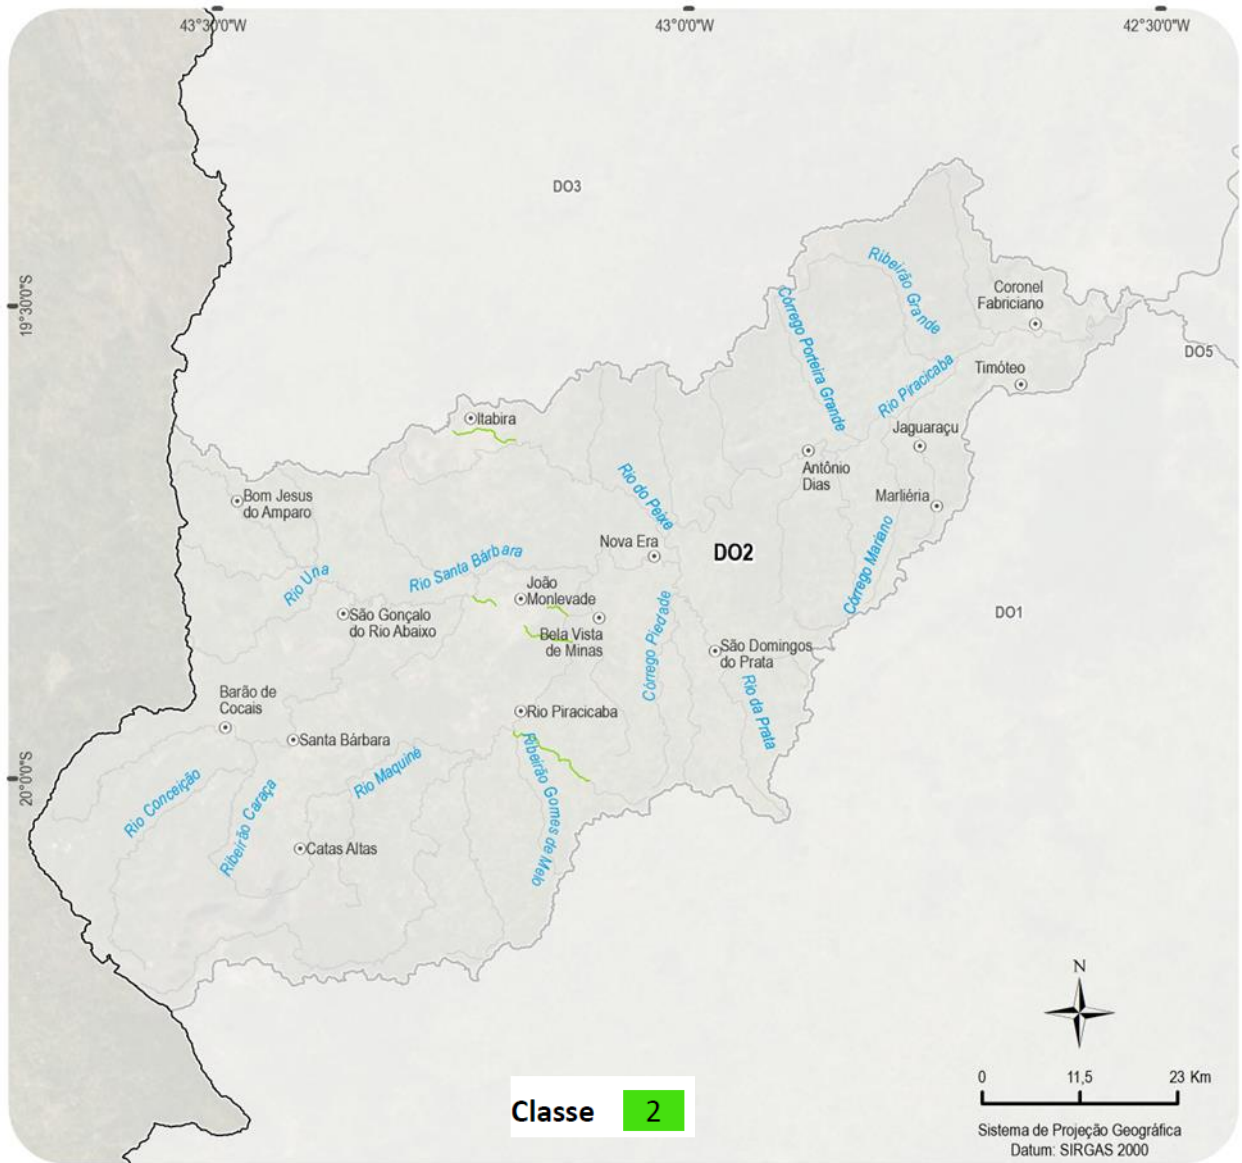 43°30'0"W
43°0'0"W
42°30'0"W
DO3
19°30'0"S
Ribeirão Grande
Coronel
Fabriciano
Córrego Porteira Grande
DO5
Rio Piracicaba
Timóteo
Itabira
Jaguaraçu
Antônio
Dias
Rio do Peixe
Bom Jesus
do Amparo
Marliéria
Nova Era
DO2
Rio Santa Bárbara
Córrego Mariano
Rio Una
João
Monlevade
São Gonçalo
do Rio Abaixo
Bela Vista
de Minas
Córrego Piedade
DO1
São Domingos
do Prata
Rio da Prata
Barão de
Cocais
Rio Piracicaba
Santa Bárbara
20°0'0"S
Rio Maquiné
Rio Conceição
Ribeirão Caraça
Ribeirão Gomes de Melo
Catas Altas
N
0 11,5 23 Km
Classe 2
Sistema de Projeção Geográfica
Datum: SIRGAS 2000